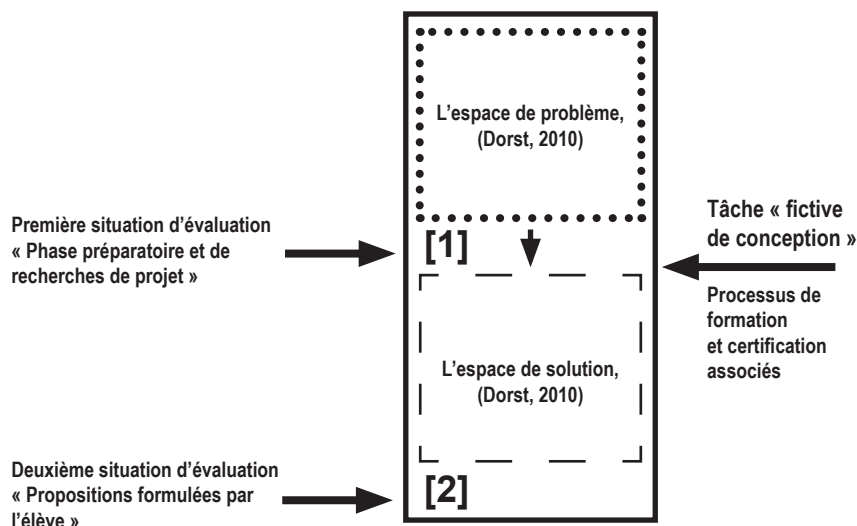 L'espace de problème,
(Dorst, 2010)
Première situation d'évaluation
« Phase préparatoire et de
recherches de projet »
[1]
Tâche « fictive
de conception »
Processus de
formation
et certification
associés
L'espace de solution,
(Dorst, 2010)
Deuxième situation d'évaluation
« Propositions formulées par
l'élève »
[2]